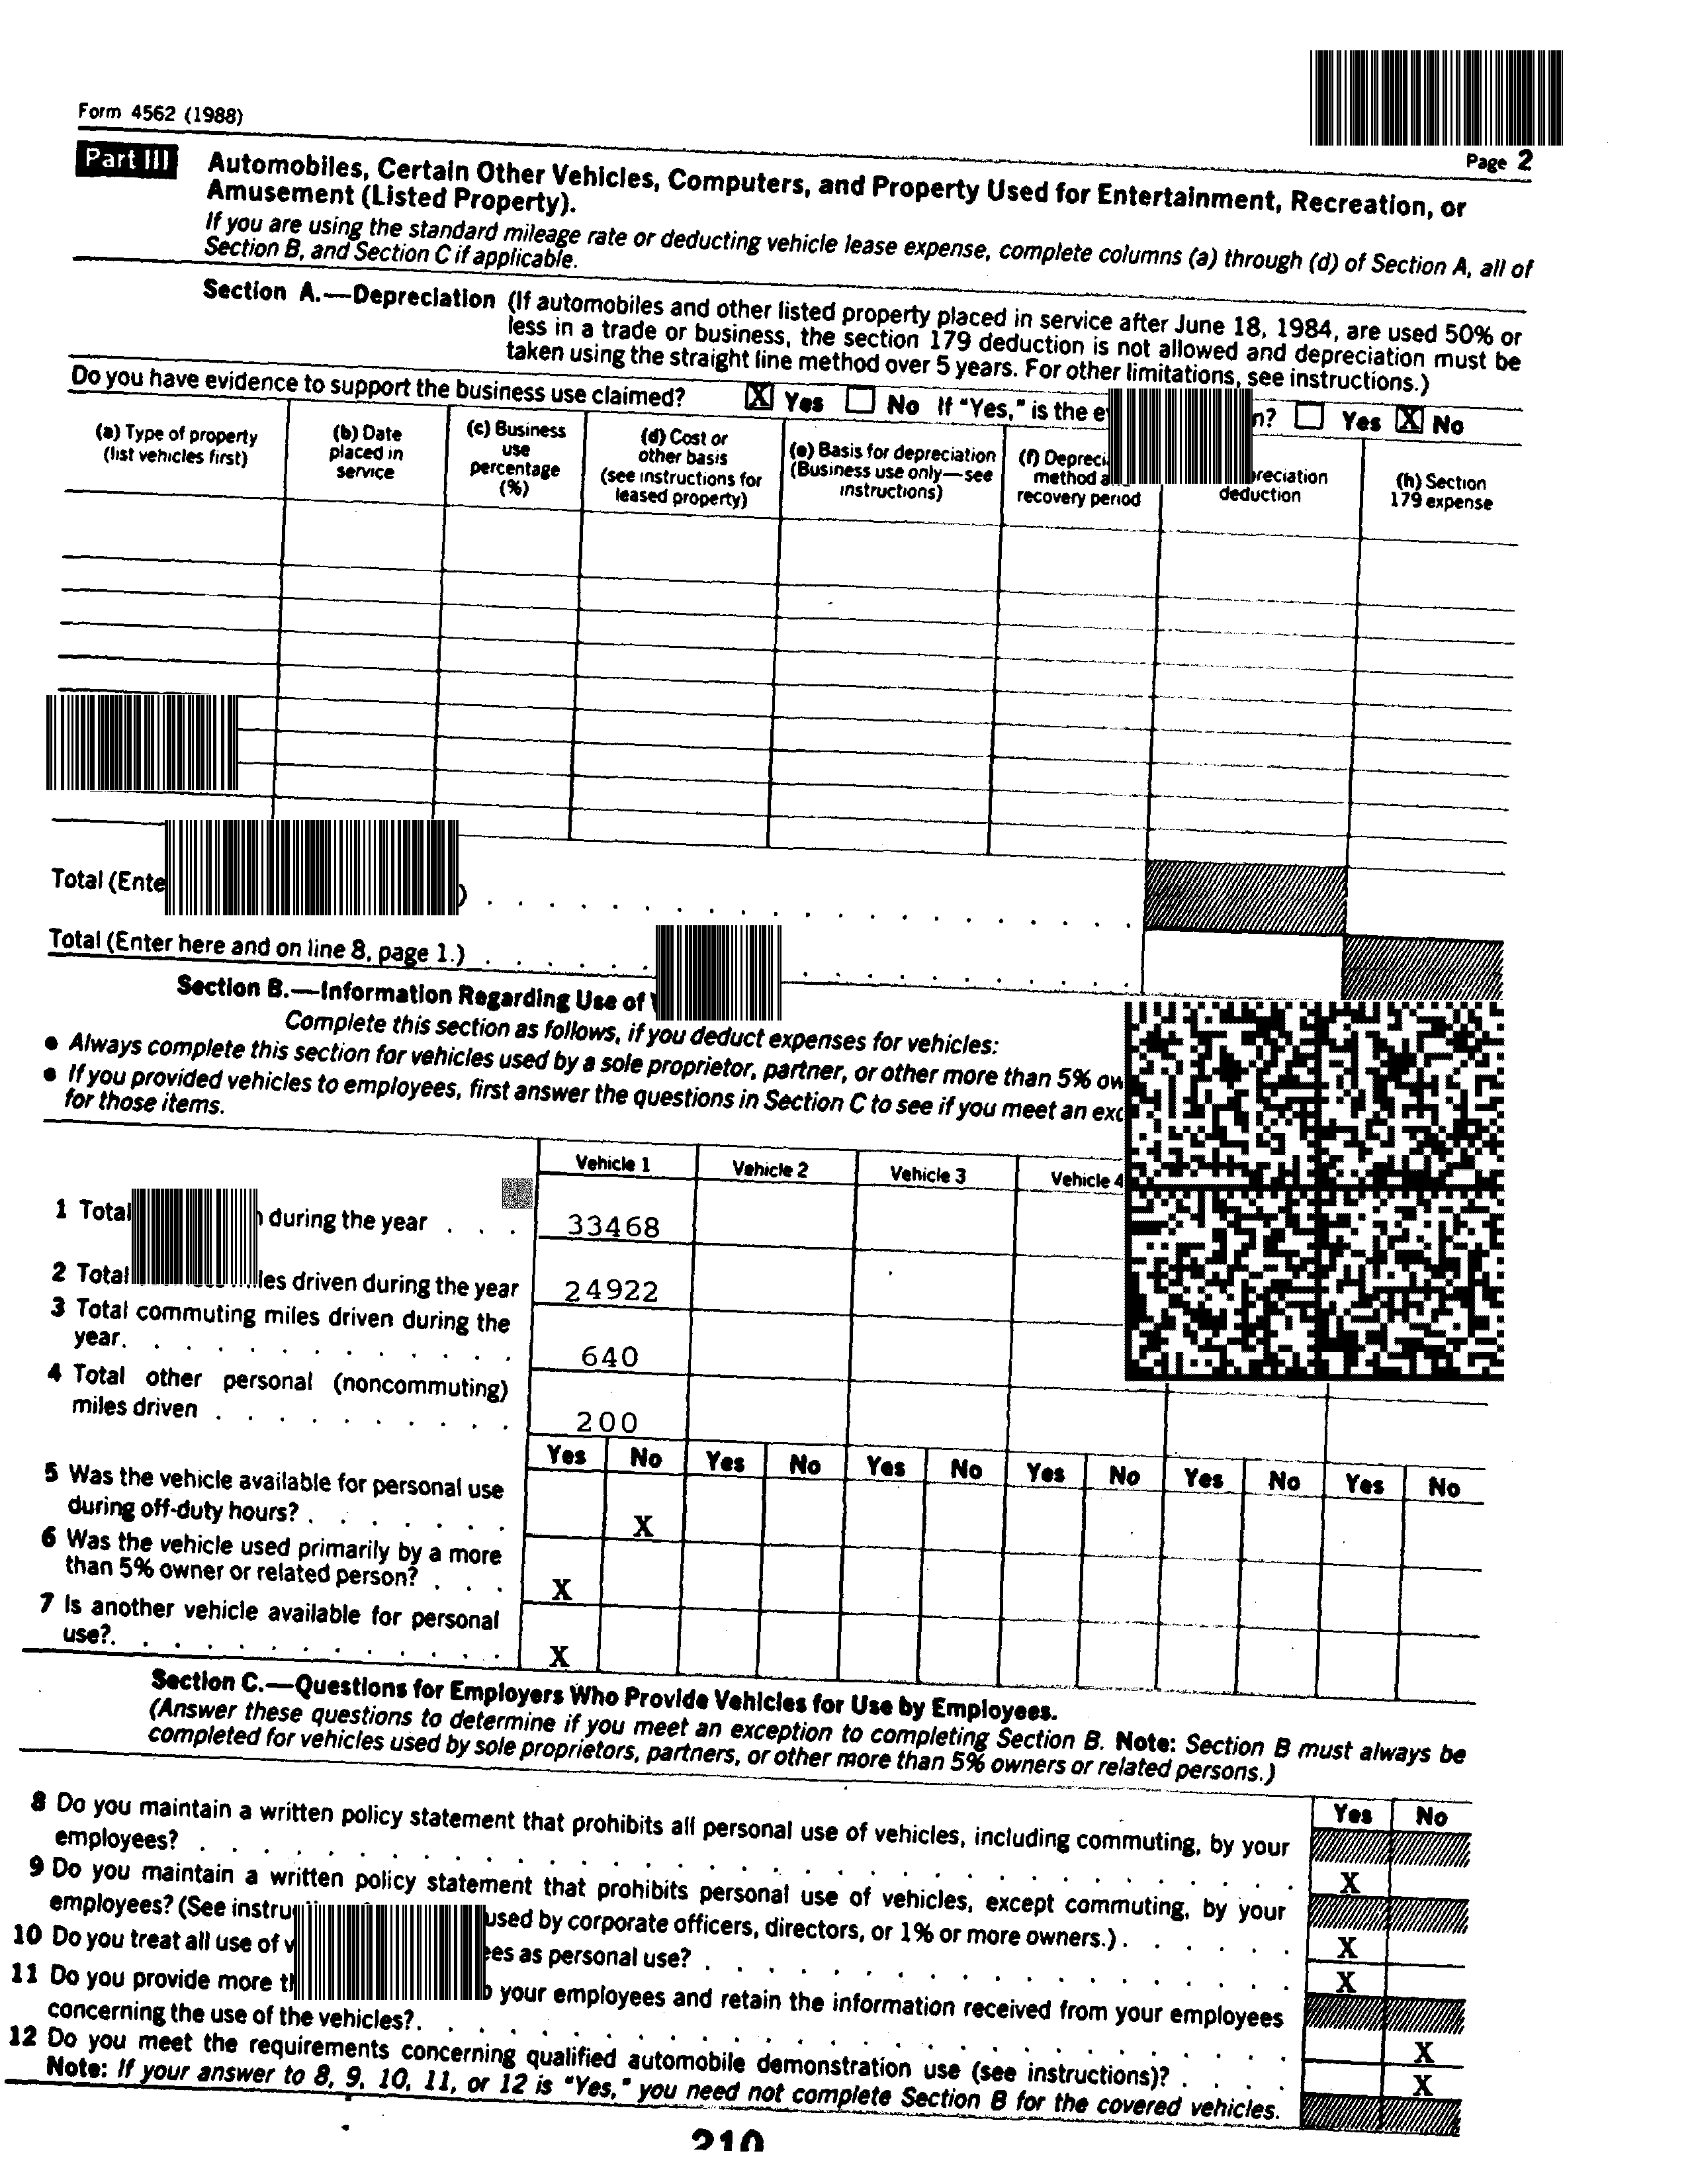 Form 4562 (1988)
Page 2
Part III Automobiles, Certain Other Vehicles, Computers, and Property Used for Entertainment, Recreation, or
Amusement (Listed Property).
If you are using the standard mileage rate or deducting vehicle lease expense, complete columns (a) through (d) of Section A, all of
Section B, and Section C if applicable.
Section A.—Depreciation (If automobiles and other listed property placed in service after June 18, 1984, are used 50% or
less in a trade or business, the section 179 deduction is not allowed and depreciation must be
taken using the straight line method over 5 years. For other limitations, see instructions.)
Do you have evidence to support the business use claimed? X Yes No If "Yes," is the Yes X No
(a) Type of property
(list vehicles first)
(b) Date
placed in
service
(c) Business
use
percentage
(%)
(d) Cost or
other basis
(see instructions for
leased property)
(e) Basis for depreciation
(Business use only—see
instructions)
(f)
method
recovery period
deduction
(h) Section
179 expense
Total ( ) . . . . . . . . . . . . . . . . . . . .
Total (Enter here and on line 8, page 1.) . . . . . . . . . . . . . . . . .
Section B.—Information Regarding Use of
Complete this section as follows, if you deduct expenses for vehicles:
● Always complete this section for vehicles used by a sole proprietor, partner, or other more than 5%
● If you provided vehicles to employees, first answer the questions in Section C to see if you meet an
for those items.
Vehicle 1 Vehicle 2 Vehicle 3 Vehicle 4
1 Total during the year . . . 33468
2 Total driven during the year 24922
3 Total commuting miles driven during the
year. . . . . . . . . . . . . 640
4 Total other personal (noncommuting)
miles driven . . . . . . . . . . 200
Yes No Yes No Yes No Yes No Yes No Yes No
5 Was the vehicle available for personal use
during off-duty hours? . . . . . . . X
6 Was the vehicle used primarily by a more
than 5% owner or related person? . . . X
7 Is another vehicle available for personal
use?. . . . . . . . . . . . . X
Section C.—Questions for Employers Who Provide Vehicles for Use by Employees.
(Answer these questions to determine if you meet an exception to completing Section B. Note: Section B must always be
completed for vehicles used by sole proprietors, partners, or other more than 5% owners or related persons.)
Yes No
8 Do you maintain a written policy statement that prohibits all personal use of vehicles, including commuting, by your
employees? . . . . . . . . . . . . . . . . . . . . . . . . . . X
9 Do you maintain a written policy statement that prohibits personal use of vehicles, except commuting, by your
employees? (See used by corporate officers, directors, or 1% or more owners.) . . . . . . X
10 Do you treat all use of as personal use? . . . . . . . . . . . . . . . . . . . X
11 Do you provide more your employees and retain the information received from your employees
concerning the use of the vehicles?. . . . . . . . . . . . . . . . . . . . . . . X
12 Do you meet the requirements concerning qualified automobile demonstration use (see instructions)? . . . . X
Note: If your answer to 8, 9, 10, 11, or 12 is "Yes," you need not complete Section B for the covered vehicles.
210